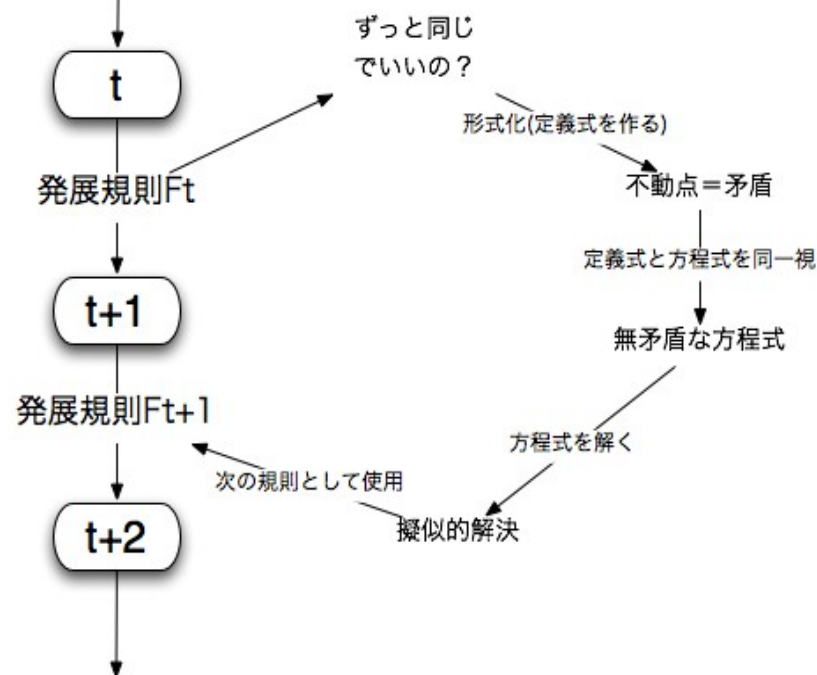 ずっと同じ
でいいの？
t
形式化(定義式を作る)
発展規則Ft
不動点＝矛盾
定義式と方程式を同一視
t+1
無矛盾な方程式
発展規則Ft+1
方程式を解く
次の規則として使用
擬似的解決
t+2